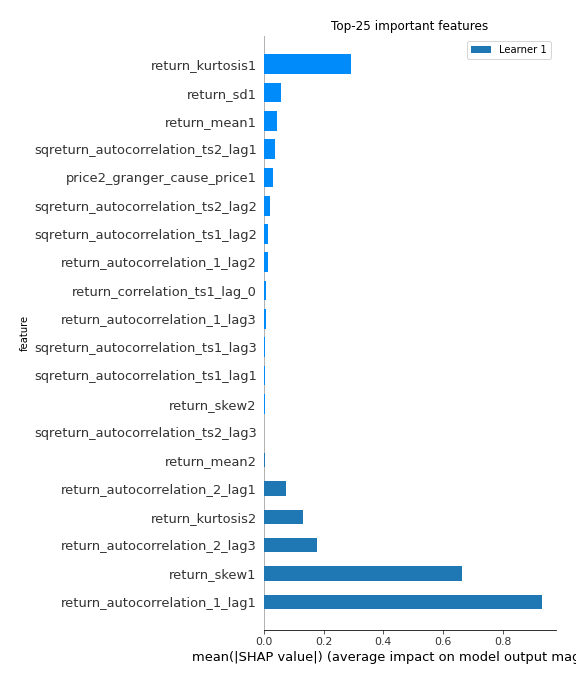 Top-25 important features
Learner 1
return_kurtosis1
return_sd1
return_mean1
sqreturn_autocorrelation_ts2_lag1
price2_granger_cause_price1
sqreturn_autocorrelation_ts2_lag2
sqreturn_autocorrelation_ts1_lag2
return_autocorrelation_1_lag2
return_correlation_ts1_lag_0
return_autocorrelation_1_lag3
sqreturn_autocorrelation_ts1_lag3
sqreturn_autocorrelation_ts1_lag1
return_skew2
sqreturn_autocorrelation_ts2_lag3
return_mean2
return_autocorrelation_2_lag1
return_kurtosis2
return_autocorrelation_2_lag3
return_skew1
return_autocorrelation_1_lag1
feature
0.0 0.2 0.4 0.6 0.8
mean(|SHAP value|) (average impact on model output mag